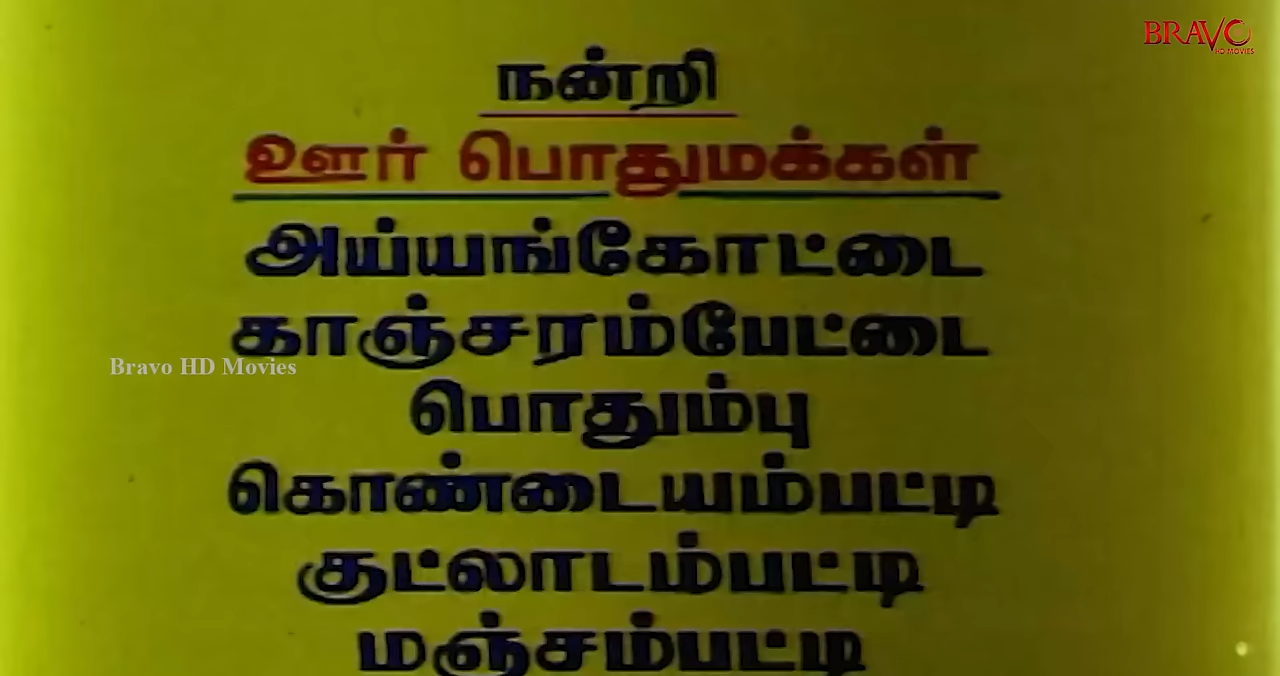 BRAVO
HD MOVIES
நன்றி
ஊர் பொதுமக்கள்
அய்யங்கோட்டை
காஞ்சரம்பேட்டை
Bravo HD Movies
பொதும்பு
கொண்டையம்பட்டி
குட்லாடம்பட்டி
மஞ்சம்பட்டி